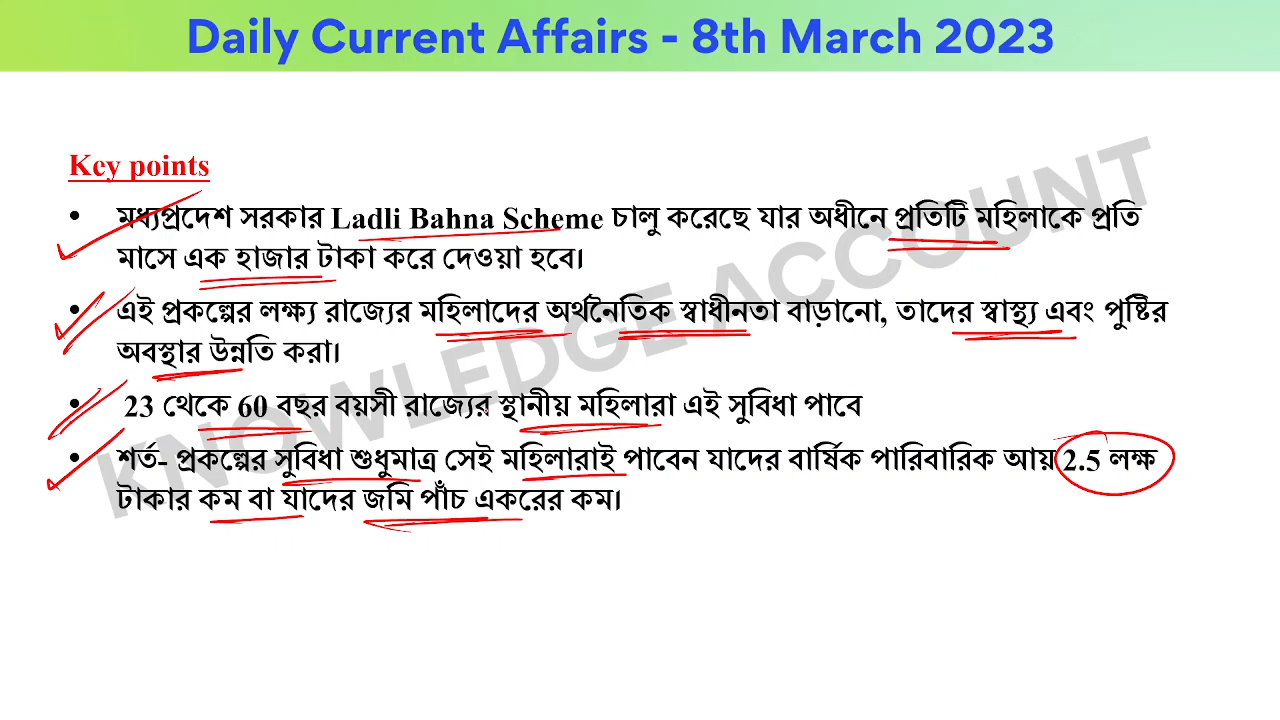 Daily Current Affairs - 8th March 2023
Key points
• মধ্যপ্রদেশ সরকার Ladli Bahna Scheme চালু করেছে যার অধীনে প্রতিটি মহিলাকে প্রতি
মাসে এক হাজার টাকা করে দেওয়া হবে।
• এই প্রকল্পের লক্ষ্য রাজ্যের মহিলাদের অর্থনৈতিক স্বাধীনতা বাড়ানো, তাদের স্বাস্থ্য এবং পুষ্টির
অবস্থার উন্নতি করা।
• 23 থেকে 60 বছর বয়সী রাজ্যের স্থানীয় মহিলারা এই সুবিধা পাবে
• শর্ত- প্রকল্পের সুবিধা শুধুমাত্র সেই মহিলারাই পাবেন যাদের বার্ষিক পারিবারিক আয় 2.5 লক্ষ
টাকার কম বা যাদের জমি পাঁচ একরের কম।
KNOWLEDGE ACCOUNT